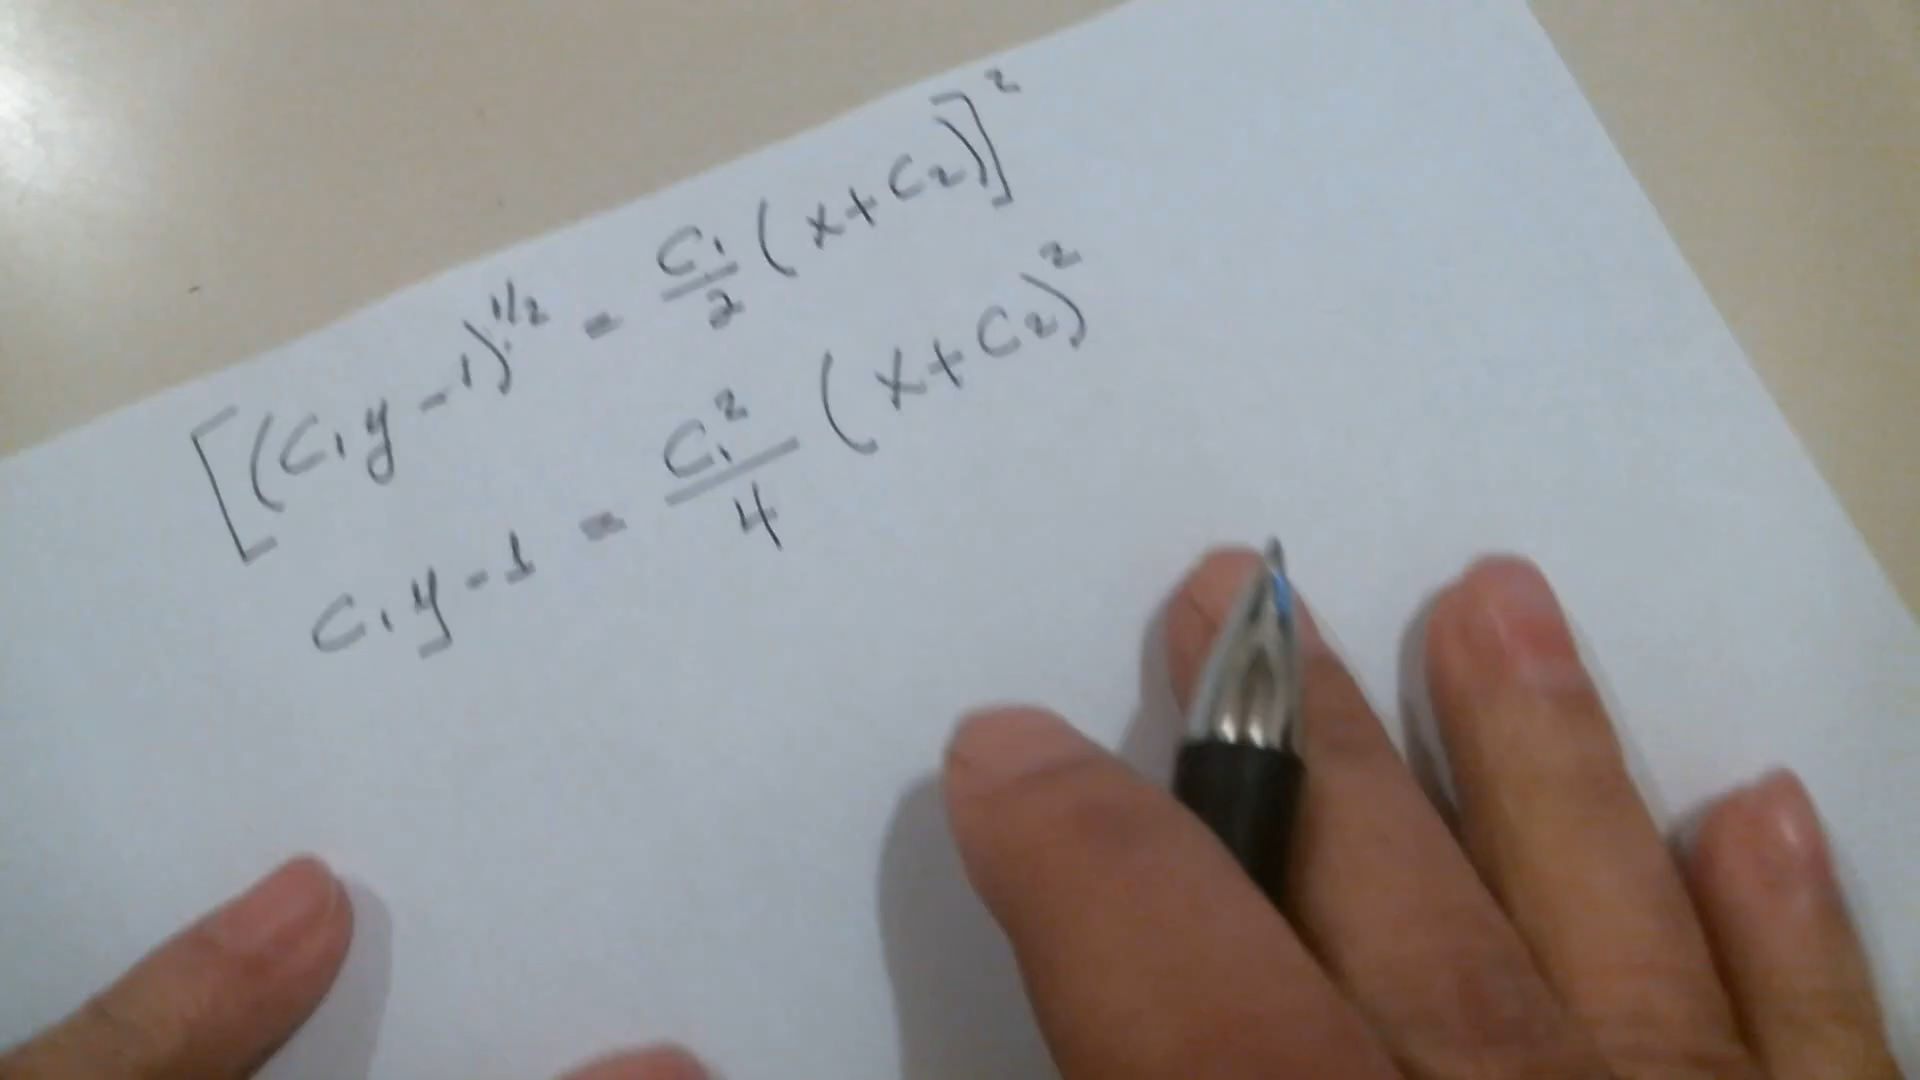 [(C₁y - 1)^1/2 = C₁/2 (x + C₂)]²
C₁y - 1 = C₁²/4 (x + C₂)²